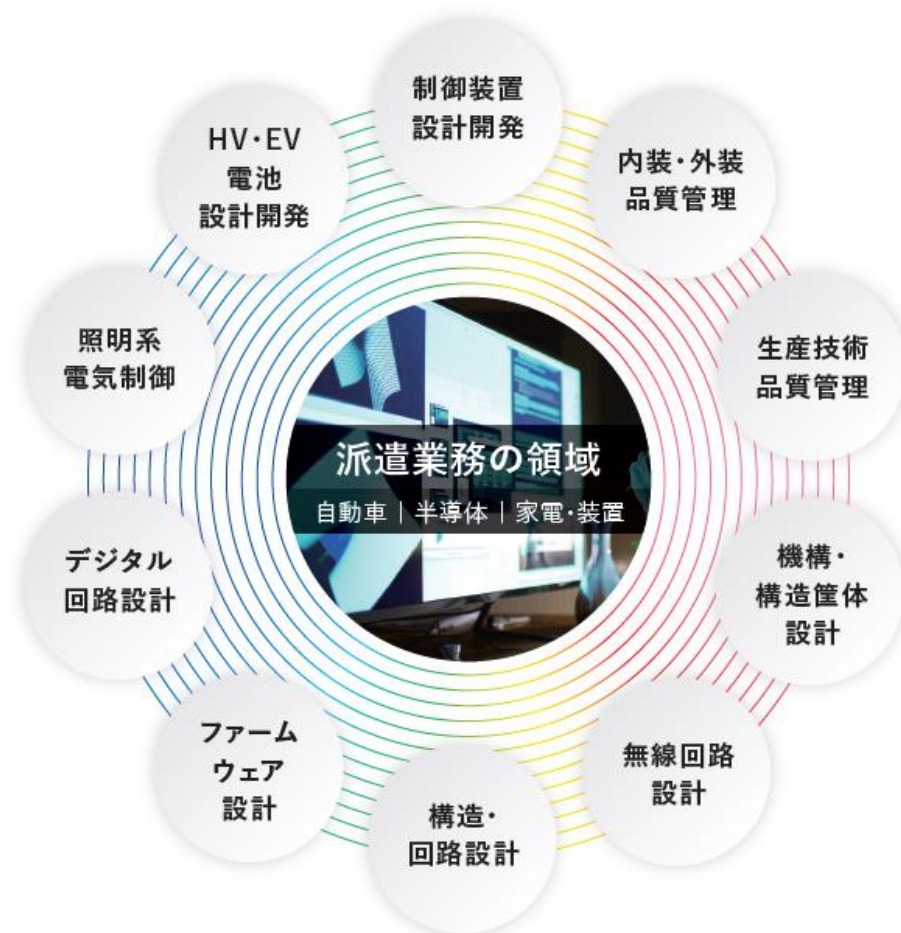 制御装置
設計開発
内装・外装
品質管理
生産技術
品質管理
機構・
構造筐体
設計
無線回路
設計
構造・
回路設計
ファーム
ウェア
設計
デジタル
回路設計
照明系
電気制御
HV・EV
電池
設計開発
派遣業務の領域
自動車｜半導体｜家電・装置